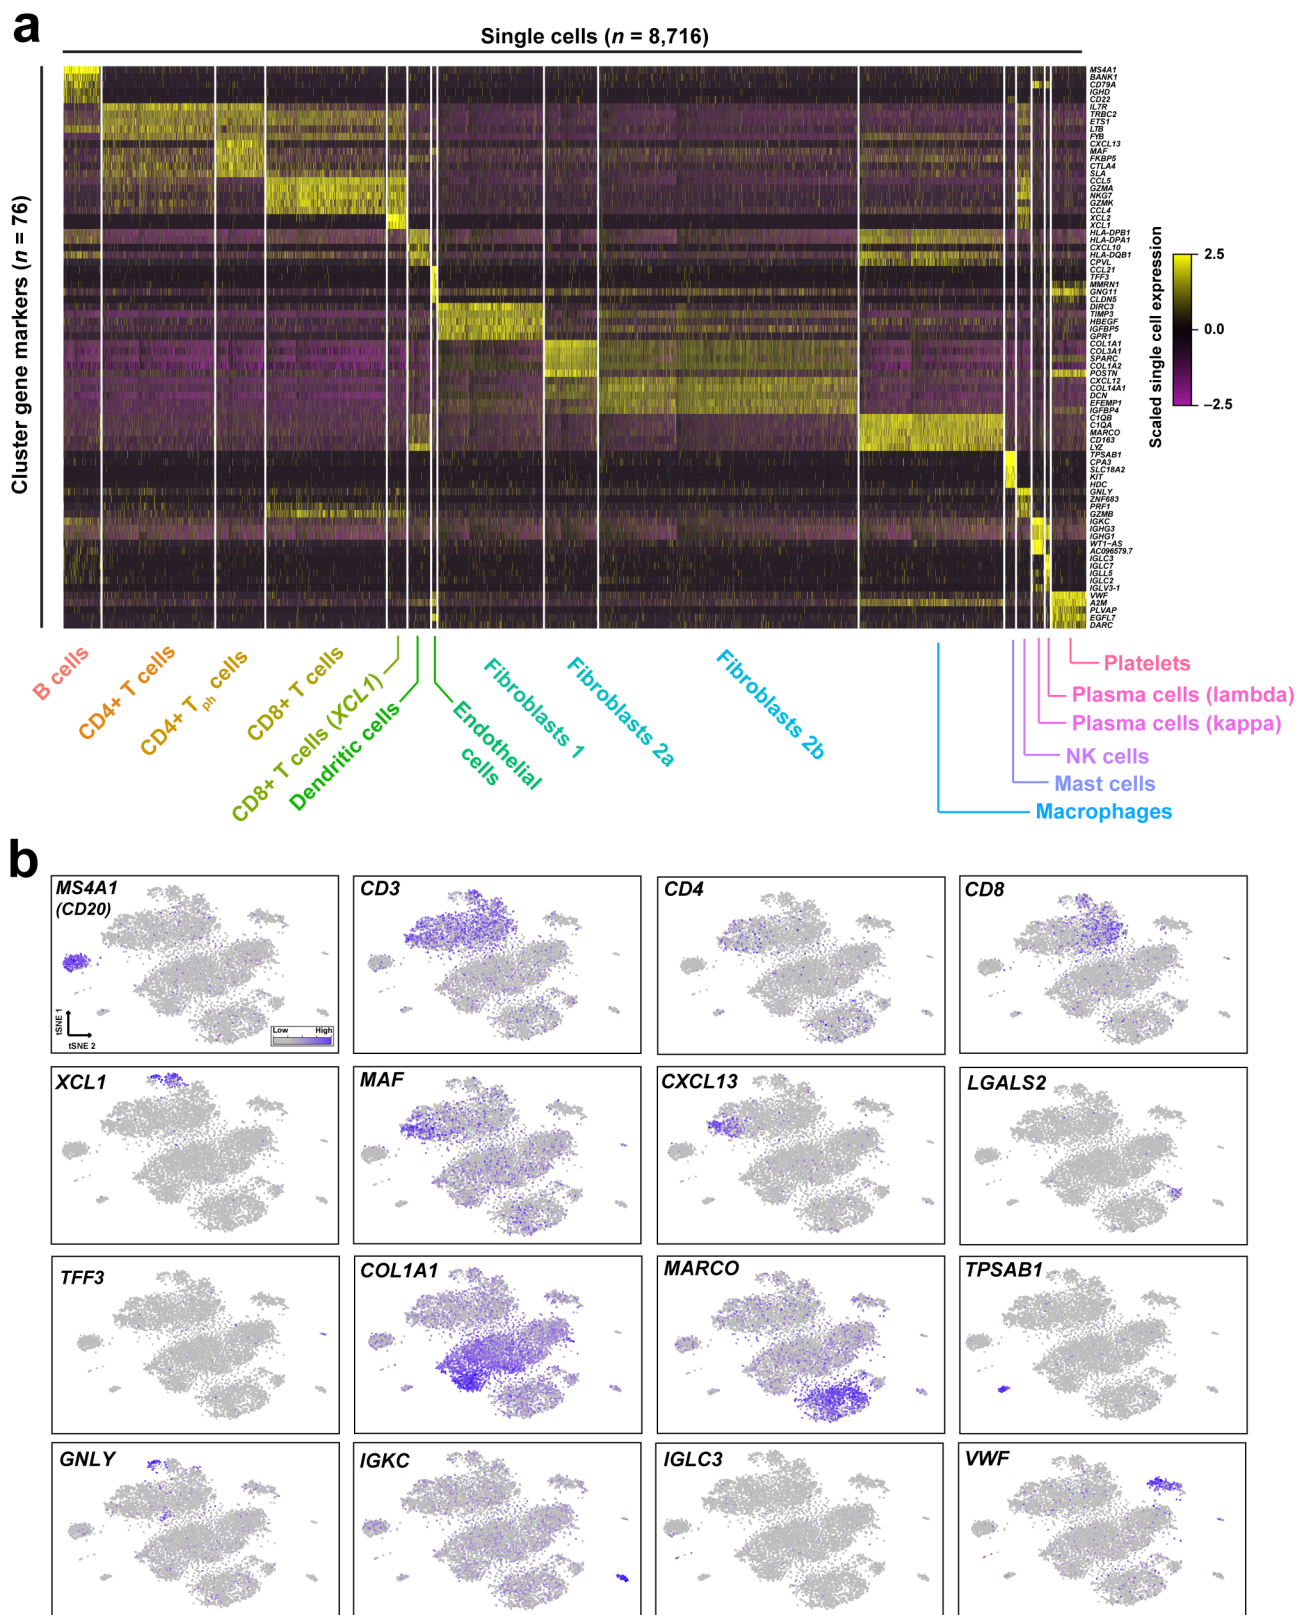 a
Single cells (n = 8,716)
Cluster gene markers (n = 76)
MS4A1
BANK1
CD79A
IGHD
CD22
IL7R
TRBC2
ETS1
LTB
FYB
CXCL13
MAF
FKBP5
CTLA4
SLA
CCL5
GZMA
NKG7
GZMK
CCL4
XCL2
XCL1
HLA-DPB1
HLA-DPA1
CXCL10
HLA-DQB1
CPVL
CCL21
TFF3
MMRN1
GNG11
CLDN5
DIRC3
TIMP3
HBEGF
IGFBP5
GPR1
COL1A1
COL3A1
SPARC
COL1A2
POSTN
CXCL12
COL14A1
DCN
EFEMP1
IGFBP4
C1QB
C1QA
MARCO
CD163
LYZ
TPSAB1
CPA3
SLC18A2
KIT
HDC
GNLY
ZNF683
PRF1
GZMB
IGKC
IGHG3
IGHG1
WT1−AS
AC096579.7
IGLC3
IGLC7
IGLL5
IGLC2
IGLV3-1
VWF
A2M
PLVAP
EGFL7
DARC
Scaled single cell expression
2.5
0.0
−2.5
B cells
CD4+ T cells
CD4+ Tph cells
CD8+ T cells
CD8+ T cells (XCL1)
Dendritic cells
Endothelial
cells
Fibroblasts 1
Fibroblasts 2a
Fibroblasts 2b
Platelets
Plasma cells (lambda)
Plasma cells (kappa)
NK cells
Mast cells
Macrophages
b
MS4A1
(CD20)
tSNE 1
tSNE 2
Low High
CD3
CD4
CD8
XCL1
MAF
CXCL13
LGALS2
TFF3
COL1A1
MARCO
TPSAB1
GNLY
IGKC
IGLC3
VWF